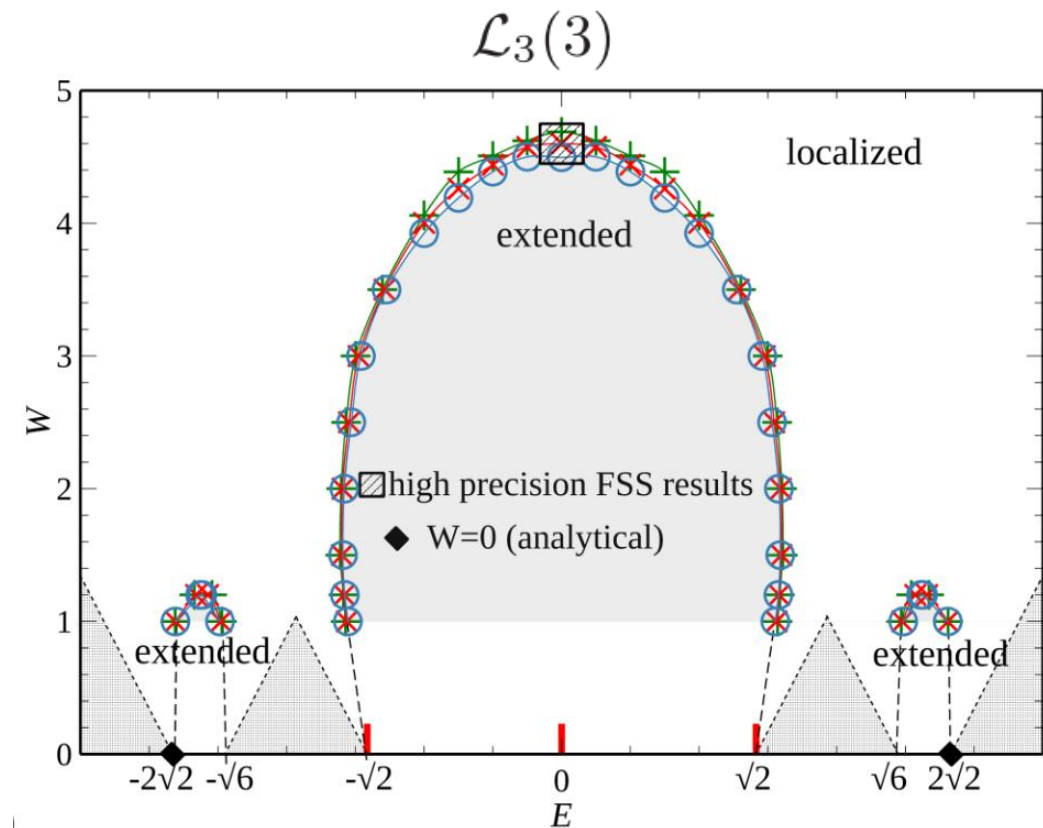 ℒ₃(3)
5
localized
4
extended
3
W
2
high precision FSS results
W=0 (analytical)
1
extended
extended
0
-2√2 -√6 -√2 0 √2 √6 2√2
E